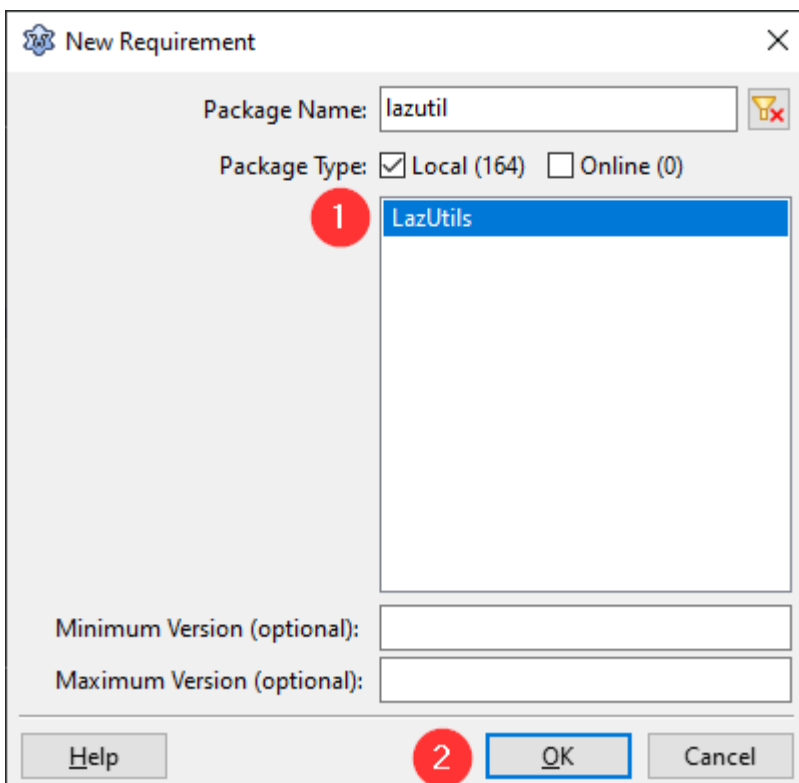 New Requirement
Package Name: lazutil
Package Type: Local (164) Online (0)
1 LazUtils
Minimum Version (optional):
Maximum Version (optional):
Help 2 OK Cancel